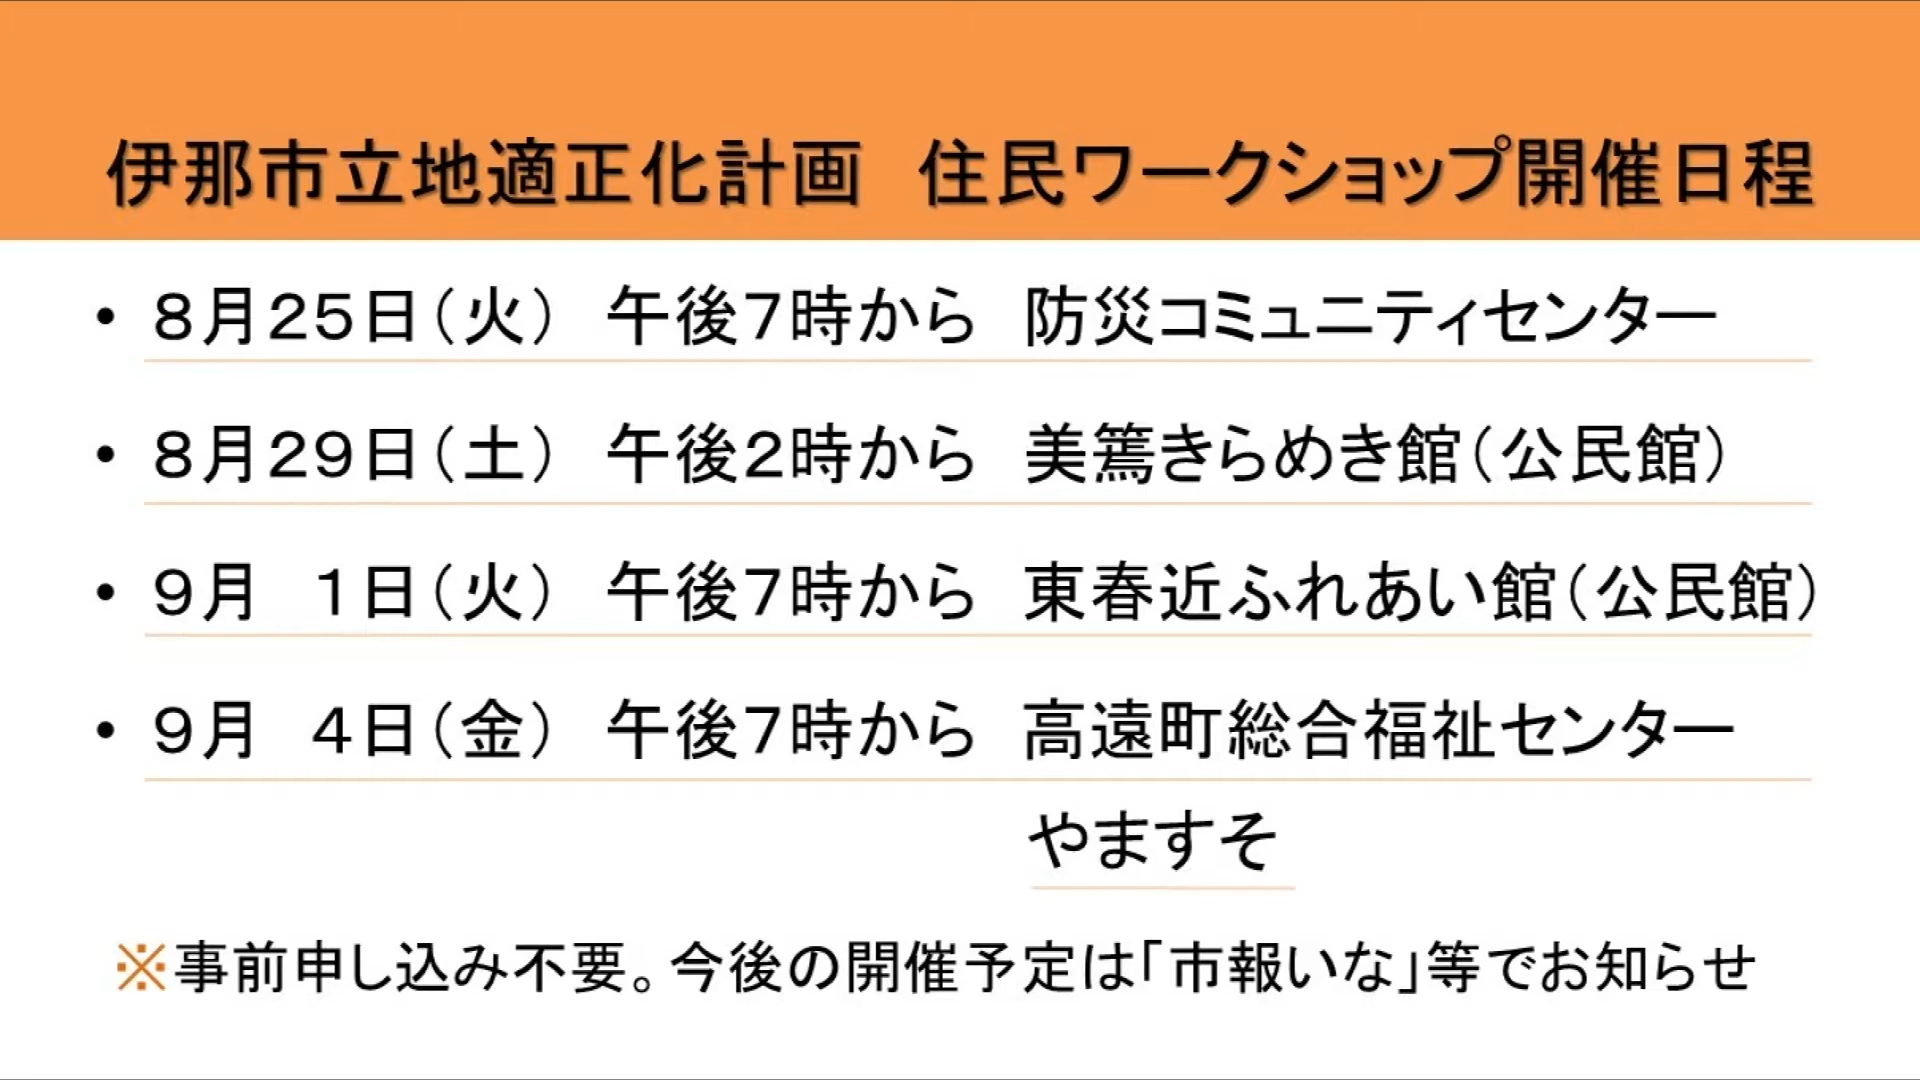 伊那市立地適正化計画　住民ワークショップ開催日程
• ８月２５日（火）　午後７時から　防災コミュニティセンター
• ８月２９日（土）　午後２時から　美篶きらめき館（公民館）
• ９月　１日（火）　午後７時から　東春近ふれあい館（公民館）
• ９月　４日（金）　午後７時から　高遠町総合福祉センター
やますそ
※事前申し込み不要。今後の開催予定は「市報いな」等でお知らせ